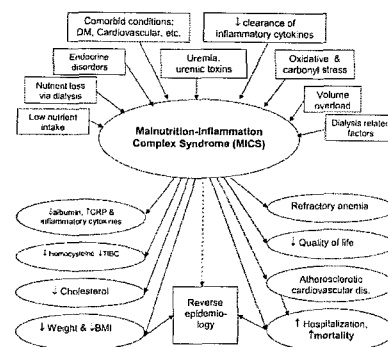 Comorbid conditions:
DM, Cardiovascular, etc.
↓ clearance of
inflammatory cytokines
Endocrine
disorders
Uremia,
uremic toxins
Oxidative &
carbonyl stress
Nutrient loss
via dialysis
Volume
overload
Low nutrient
intake
Dialysis related
factors
Malnutrition-Inflammation
Complex Syndrome (MICS)
↓albumin, ↑CRP &
inflammatory cytokines
Refractory anemia
↓ homocysteine ↓TIBC
↓ Quality of life
↓ Cholesterol
Atherosclerotic
cardiovascular dis.
↓ Weight & ↓BMI
Reverse
epidemio-
logy
↑ Hospitalization,
↑mortality